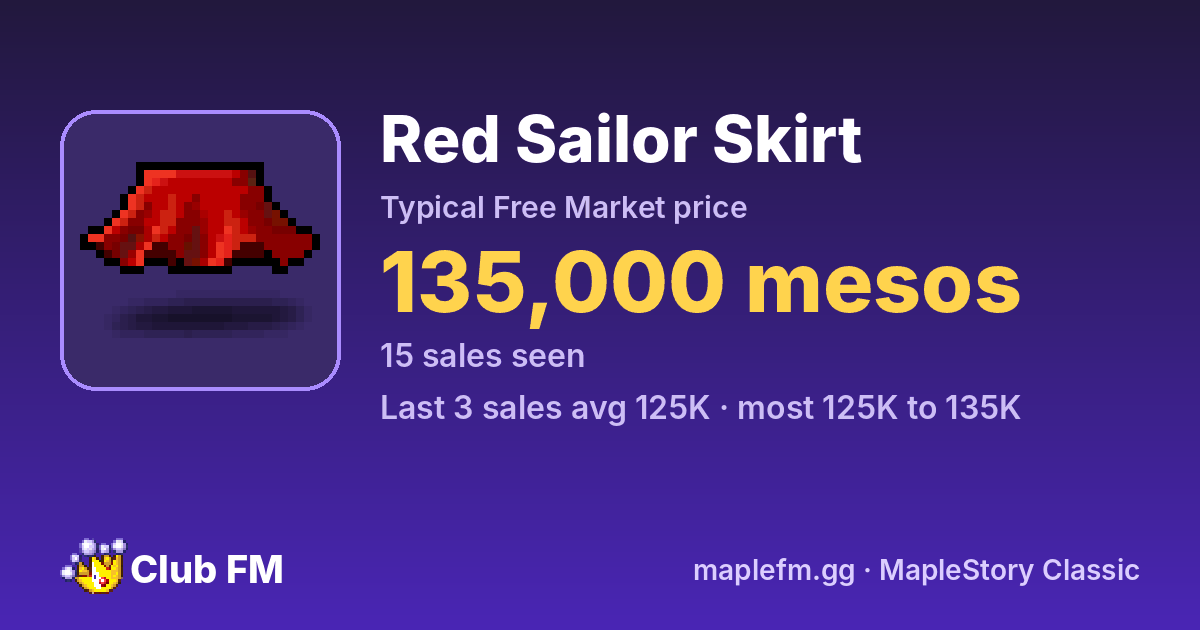 Red Sailor Skirt
Typical Free Market price
135,000 mesos
15 sales seen
Last 3 sales avg 125K · most 125K to 135K
Club FM
maplefm.gg · MapleStory Classic